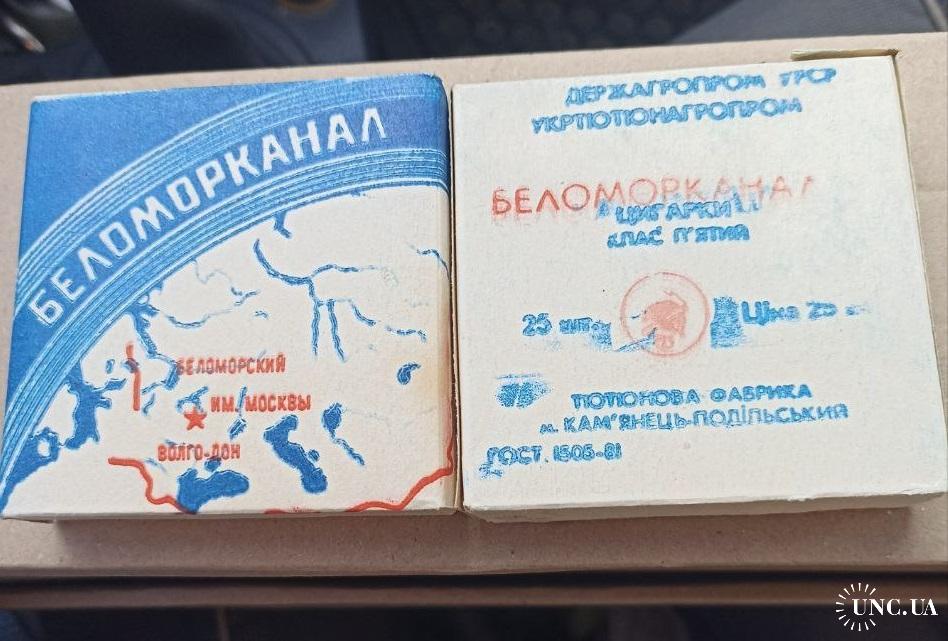 БЕЛОМОРКАНАЛ
БЕЛОМОРСКИЙ
ИМ. МОСКВЫ
ВОЛГО-ДОН
ДЕРЖАГРОПРОМ УРСР
УКРТЮТЮНАГРОПРОМ
БЕЛОМОРКАНАЛ
ЦИГАРКИ
КЛАС П'ЯТИЙ
25 шт.
Ціна 25
ТЮТЮНОВА ФАБРИКА
м. КАМ'ЯНЕЦЬ-ПОДІЛЬСЬКИЙ
ГОСТ 1505-81
UNC.UA